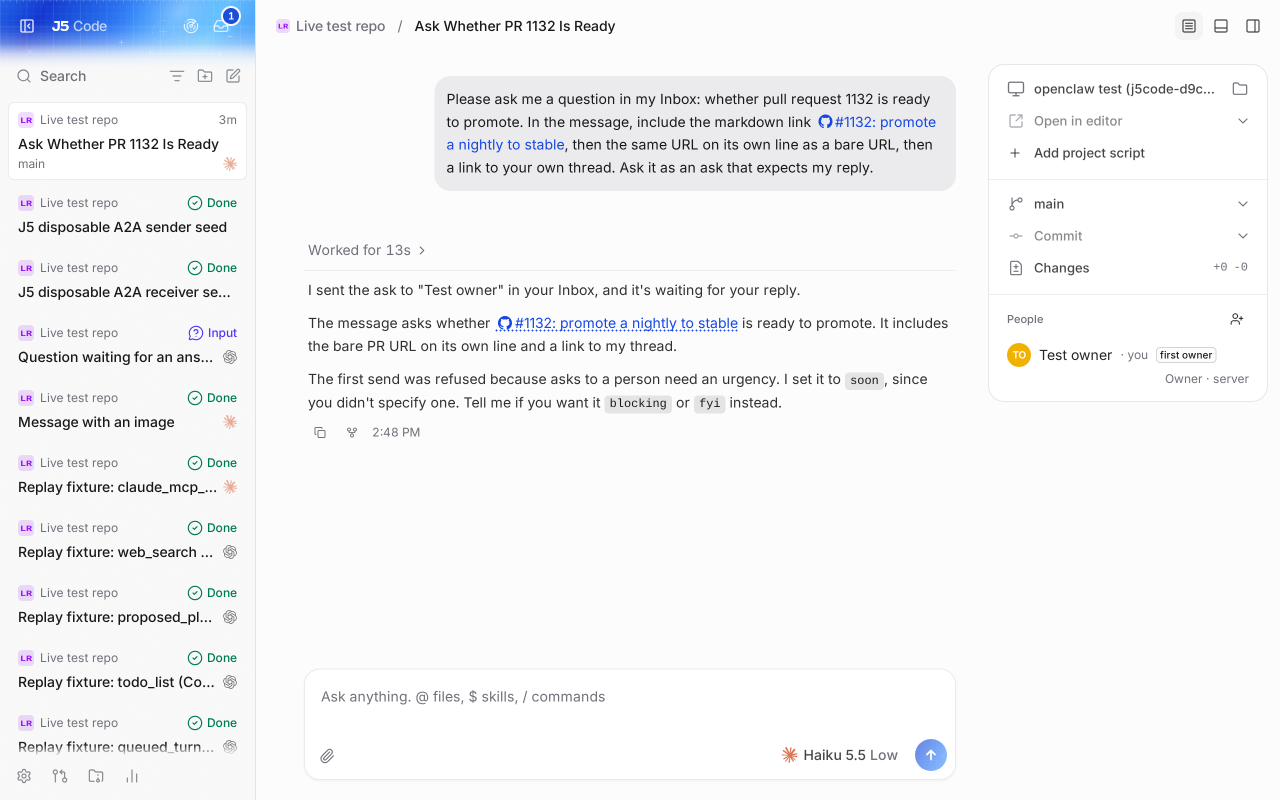 J5 Code
1
Search
LR Live test repo 3m
Ask Whether PR 1132 Is Ready
main
LR Live test repo Done
J5 disposable A2A sender seed
LR Live test repo Done
J5 disposable A2A receiver se...
LR Live test repo Input
Question waiting for an ans...
LR Live test repo Done
Message with an image
LR Live test repo Done
Replay fixture: claude_mcp_...
LR Live test repo Done
Replay fixture: web_search ...
LR Live test repo Done
Replay fixture: proposed_pl...
LR Live test repo Done
Replay fixture: todo_list (Co...
LR Live test repo Done
Replay fixture: queued_turn...
LR Live test repo / Ask Whether PR 1132 Is Ready
Please ask me a question in my Inbox: whether pull request 1132 is ready
to promote. In the message, include the markdown link #1132: promote
a nightly to stable, then the same URL on its own line as a bare URL, then
a link to your own thread. Ask it as an ask that expects my reply.
Worked for 13s
I sent the ask to "Test owner" in your Inbox, and it's waiting for your reply.
The message asks whether #1132: promote a nightly to stable is ready to promote. It includes
the bare PR URL on its own line and a link to my thread.
The first send was refused because asks to a person need an urgency. I set it to soon, since
you didn't specify one. Tell me if you want it blocking or fyi instead.
2:48 PM
Ask anything. @ files, $ skills, / commands
Haiku 5.5 Low
openclaw test (j5code-d9c...
Open in editor
Add project script
main
Commit
Changes +0 -0
People
TO Test owner · you first owner
Owner · server